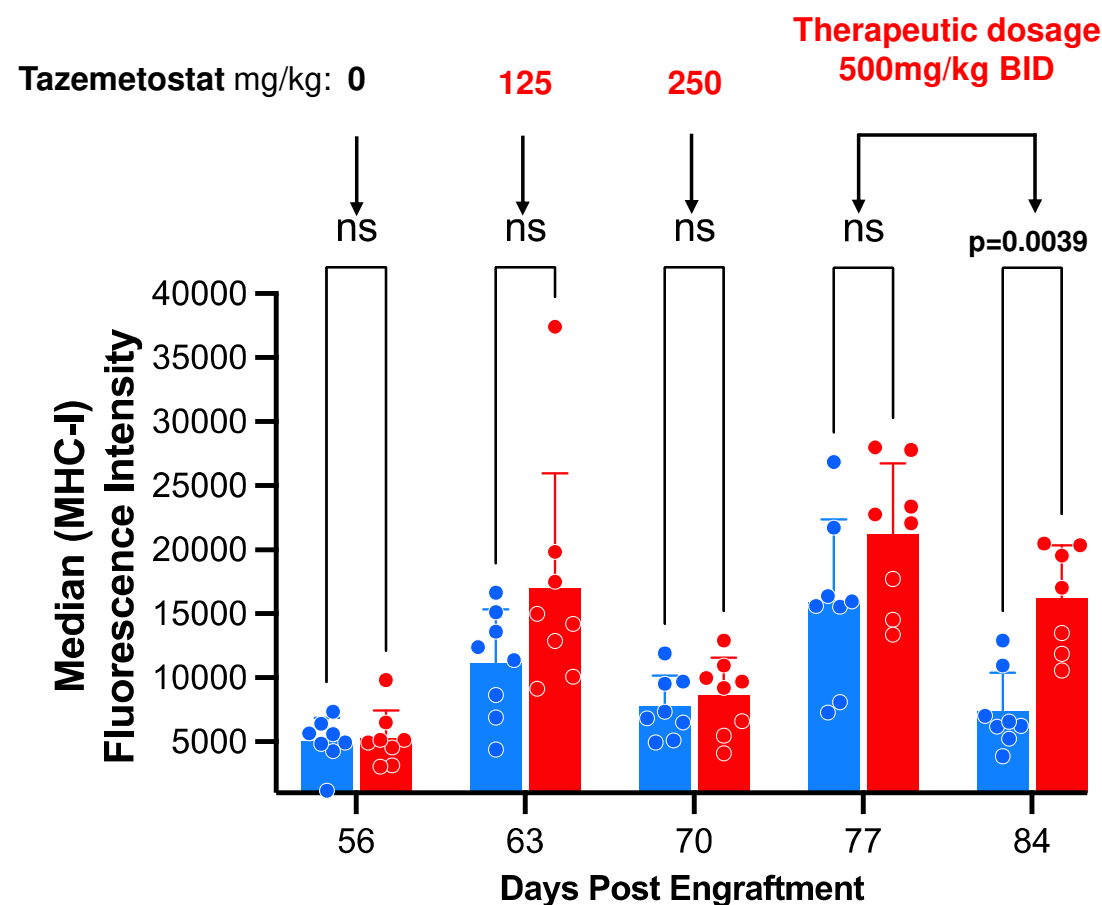 Therapeutic dosage
500mg/kg BID
Tazemetostat mg/kg: 0
125
250
ns
ns
ns
ns
p=0.0039
40000
35000
30000
25000
20000
15000
10000
5000
Median (MHC-I)
Fluorescence Intensity
56
63
70
77
84
Days Post Engraftment